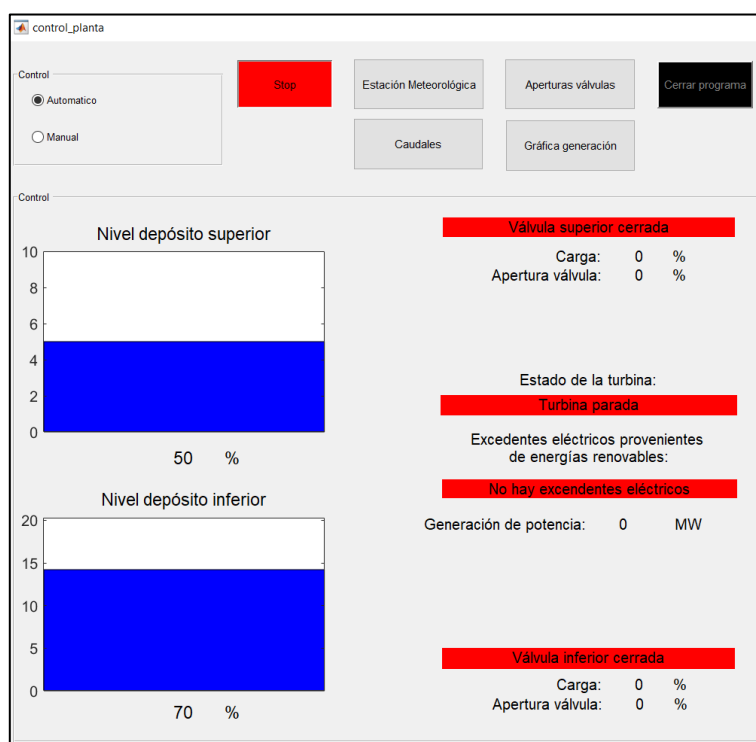 control_planta
Control
Automatico
Manual
Stop
Estación Meteorológica
Aperturas válvulas
Cerrar programa
Caudales
Gráfica generación
Control
Nivel depósito superior
10
8
6
4
2
0
50 %
Válvula superior cerrada
Carga: 0 %
Apertura válvula: 0 %
Estado de la turbina:
Turbina parada
Excedentes eléctricos provenientes
de energías renovables:
No hay excendentes eléctricos
Generación de potencia: 0 MW
Nivel depósito inferior
20
15
10
5
0
70 %
Válvula inferior cerrada
Carga: 0 %
Apertura válvula: 0 %